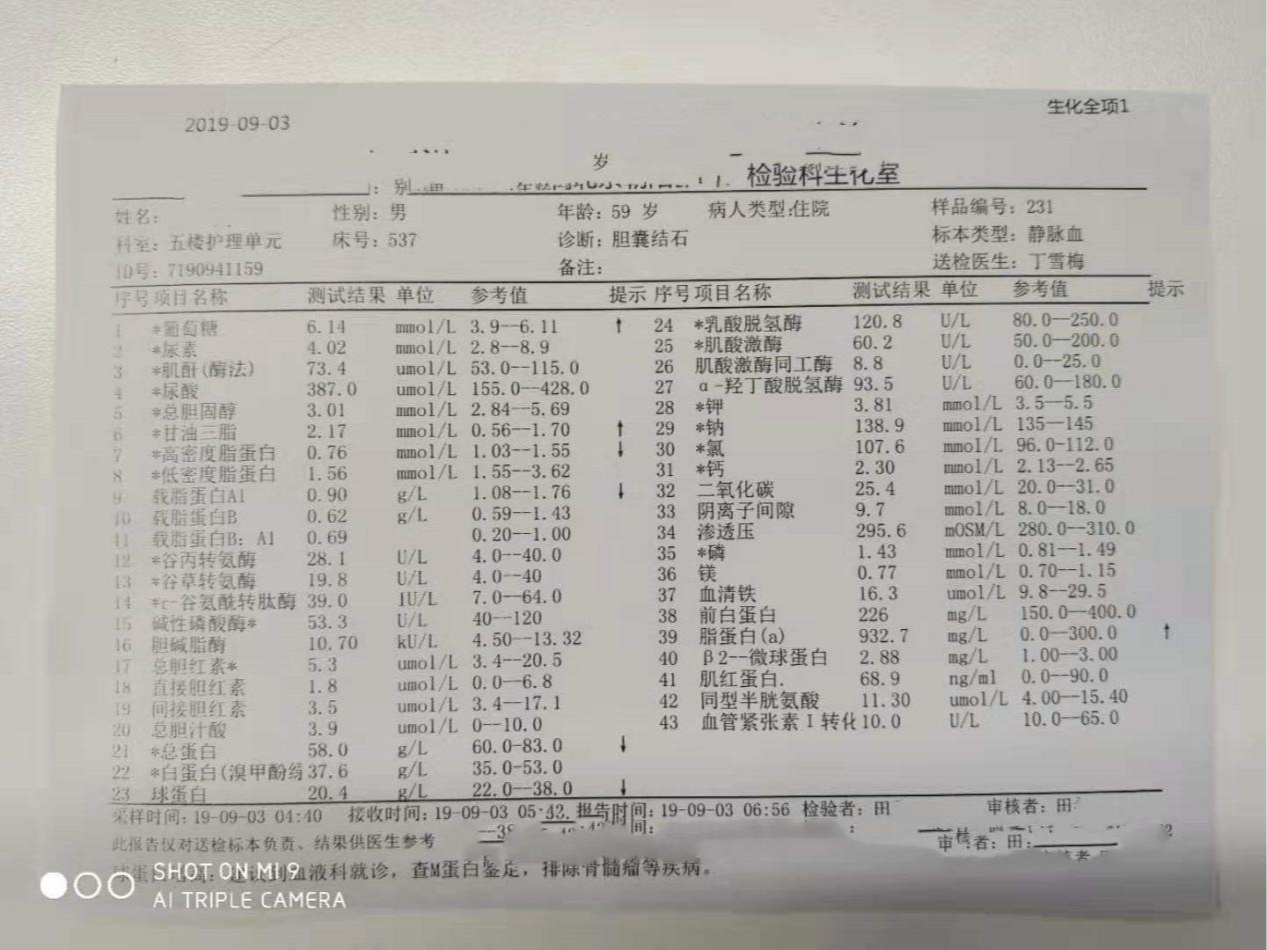 生化全项1
2019-09-03
岁
别
检验科生化室
姓名: 性别: 男 年龄: 59 岁 病人类型:住院 样品编号: 231
科室: 五楼护理单元 床号: 537 诊断: 胆囊结石 标本类型: 静脉血
ID号: 7190941159 备注: 送检医生: 丁雪梅
序号 项目名称 测试结果 单位 参考值 提示 序号 项目名称 测试结果 单位 参考值 提示
1 *葡萄糖 6.14 mmol/L 3.9--6.11 ↑ 24 *乳酸脱氢酶 120.8 U/L 80.0--250.0
2 *尿素 4.02 mmol/L 2.8--8.9 25 *肌酸激酶 60.2 U/L 50.0--200.0
3 *肌酐(酶法) 73.4 umol/L 53.0--115.0 26 肌酸激酶同工酶 8.8 U/L 0.0--25.0
4 *尿酸 387.0 umol/L 155.0--428.0 27 α-羟丁酸脱氢酶 93.5 U/L 60.0--180.0
5 *总胆固醇 3.01 mmol/L 2.84--5.69 28 *钾 3.81 mmol/L 3.5--5.5
6 *甘油三脂 2.17 mmol/L 0.56--1.70 ↑ 29 *钠 138.9 mmol/L 135--145
7 *高密度脂蛋白 0.76 mmol/L 1.03--1.55 ↓ 30 *氯 107.6 mmol/L 96.0-112.0
8 *低密度脂蛋白 1.56 mmol/L 1.55--3.62 31 *钙 2.30 mmol/L 2.13--2.65
9 载脂蛋白A1 0.90 g/L 1.08--1.76 ↓ 32 二氧化碳 25.4 mmol/L 20.0--31.0
10 载脂蛋白B 0.62 g/L 0.59--1.43 33 阴离子间隙 9.7 mmol/L 8.0--18.0
11 载脂蛋白B: A1 0.69 0.20--1.00 34 渗透压 295.6 mOSM/L 280.0--310.0
12 *谷丙转氨酶 28.1 U/L 4.0--40.0 35 *磷 1.43 mmol/L 0.81--1.49
13 *谷草转氨酶 19.8 U/L 4.0--40 36 镁 0.77 mmol/L 0.70--1.15
14 *r-谷氨酰转肽酶 39.0 IU/L 7.0--64.0 37 血清铁 16.3 umol/L 9.8--29.5
15 碱性磷酸酶* 53.3 U/L 40--120 38 前白蛋白 226 mg/L 150.0--400.0
16 胆碱脂酶 10.70 kU/L 4.50--13.32 39 脂蛋白(a) 932.7 mg/L 0.0--300.0 ↑
17 总胆红素* 5.3 umol/L 3.4--20.5 40 β2--微球蛋白 2.88 mg/L 1.00--3.00
18 直接胆红素 1.8 umol/L 0.0--6.8 41 肌红蛋白. 68.9 ng/ml 0.0--90.0
19 间接胆红素 3.5 umol/L 3.4--17.1 42 同型半胱氨酸 11.30 umol/L 4.00--15.40
20 总胆汁酸 3.9 umol/L 0--10.0 43 血管紧张素Ⅰ转化 10.0 U/L 10.0--65.0
21 *总蛋白 58.0 g/L 60.0-83.0 ↓
22 *白蛋白(溴甲酚绿 37.6 g/L 35.0-53.0
23 球蛋白 20.4 g/L 22.0--38.0 ↓
采样时间: 19-09-03 04:40 接收时间: 19-09-03 05:43 报告时间: 19-09-03 06:56 检验者: 田 审核者: 田
此报告仅对送检标本负责、结果供医生参考 间: 审核者: 田:
到血液科就诊, 查M蛋白鉴定, 排除骨髓瘤等疾病。
SHOT ON MI 9
AI TRIPLE CAMERA